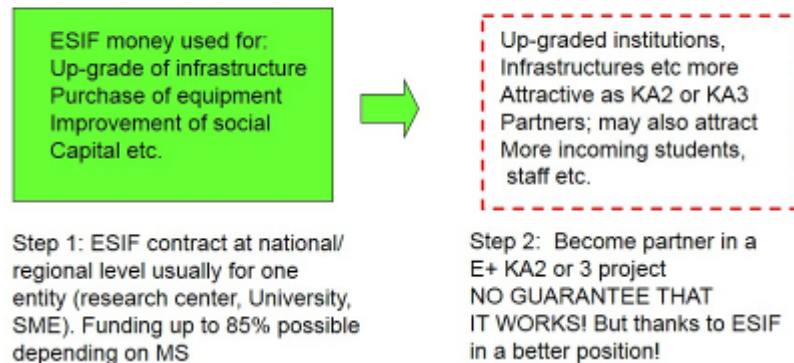 ESIF money used for:
Up-grade of infrastructure
Purchase of equipment
Improvement of social
Capital etc.
Up-graded institutions,
Infrastructures etc more
Attractive as KA2 or KA3
Partners; may also attract
More incoming students,
staff etc.
Step 1: ESIF contract at national/
regional level usually for one
entity (research center, University,
SME). Funding up to 85% possible
depending on MS
Step 2: Become partner in a
E+ KA2 or 3 project
NO GUARANTEE THAT
IT WORKS! But thanks to ESIF
in a better position!